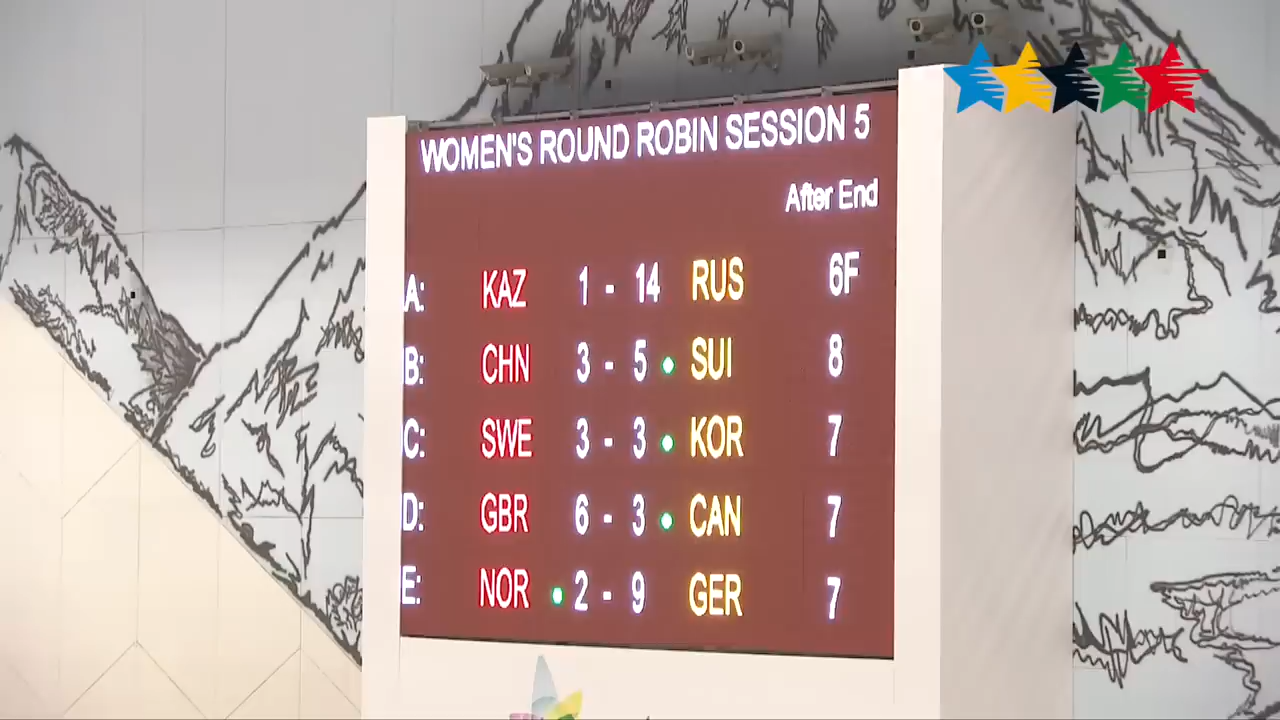 WOMEN'S ROUND ROBIN SESSION 5
After End
A: KAZ 1 - 14 RUS 6F
B: CHN 3 - 5 SUI 8
C: SWE 3 - 3 KOR 7
D: GBR 6 - 3 CAN 7
E: NOR 2 - 9 GER 7